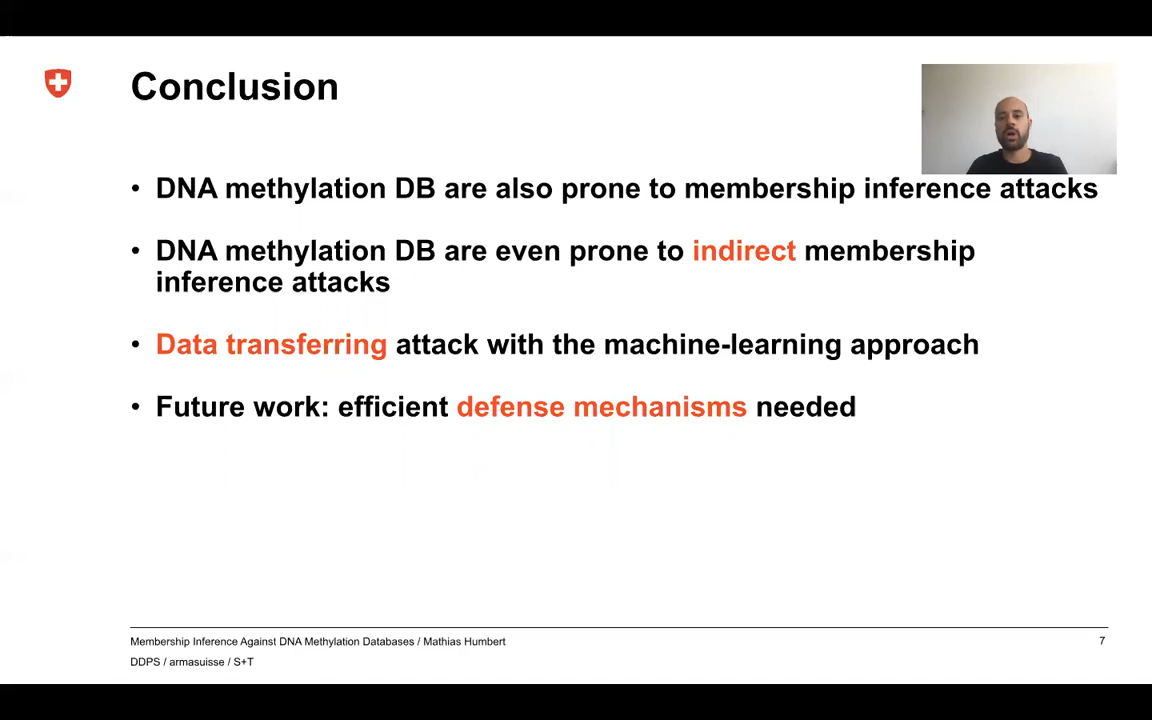 Conclusion
• DNA methylation DB are also prone to membership inference attacks
• DNA methylation DB are even prone to indirect membership
inference attacks
• Data transferring attack with the machine-learning approach
• Future work: efficient defense mechanisms needed
Membership Inference Against DNA Methylation Databases / Mathias Humbert
7
DDPS / armasuisse / S+T